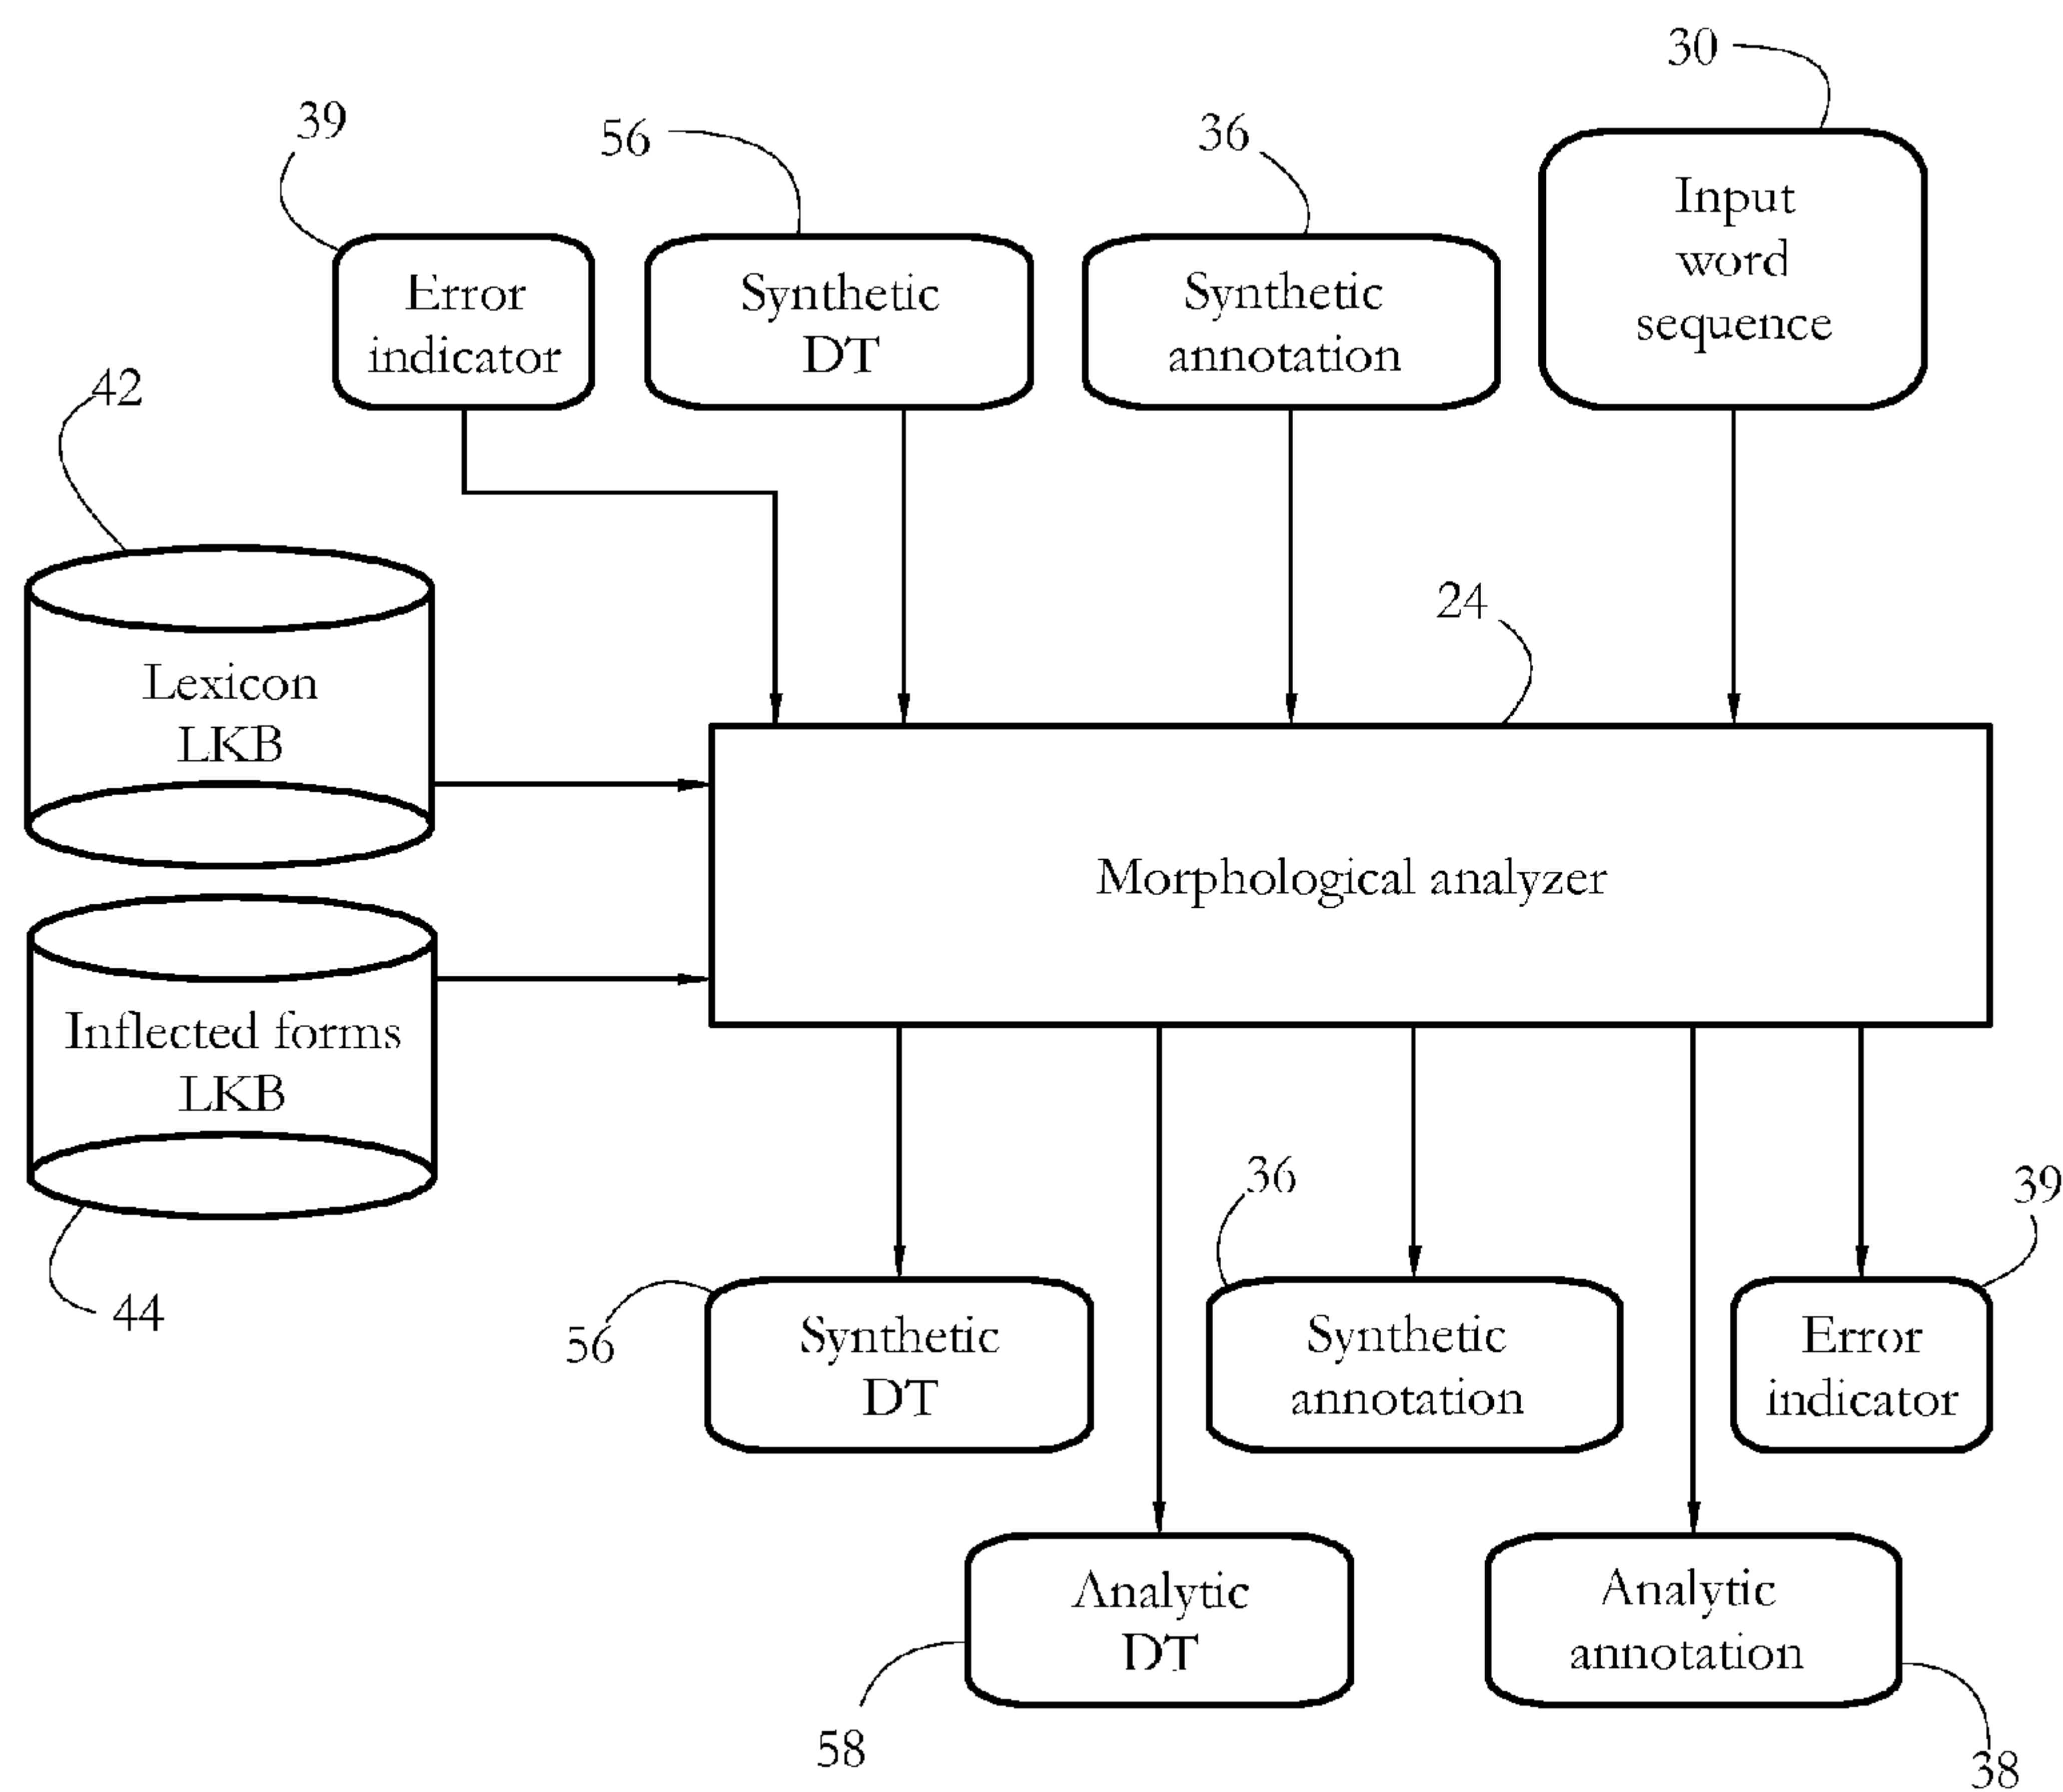 30
39
56
36
Input
word
sequence
Error
indicator
Synthetic
DT
Synthetic
annotation
42
24
Lexicon
LKB
Morphological analyzer
Inflected forms
LKB
44
56
36
39
Synthetic
DT
Synthetic
annotation
Error
indicator
Analytic
DT
Analytic
annotation
58
38